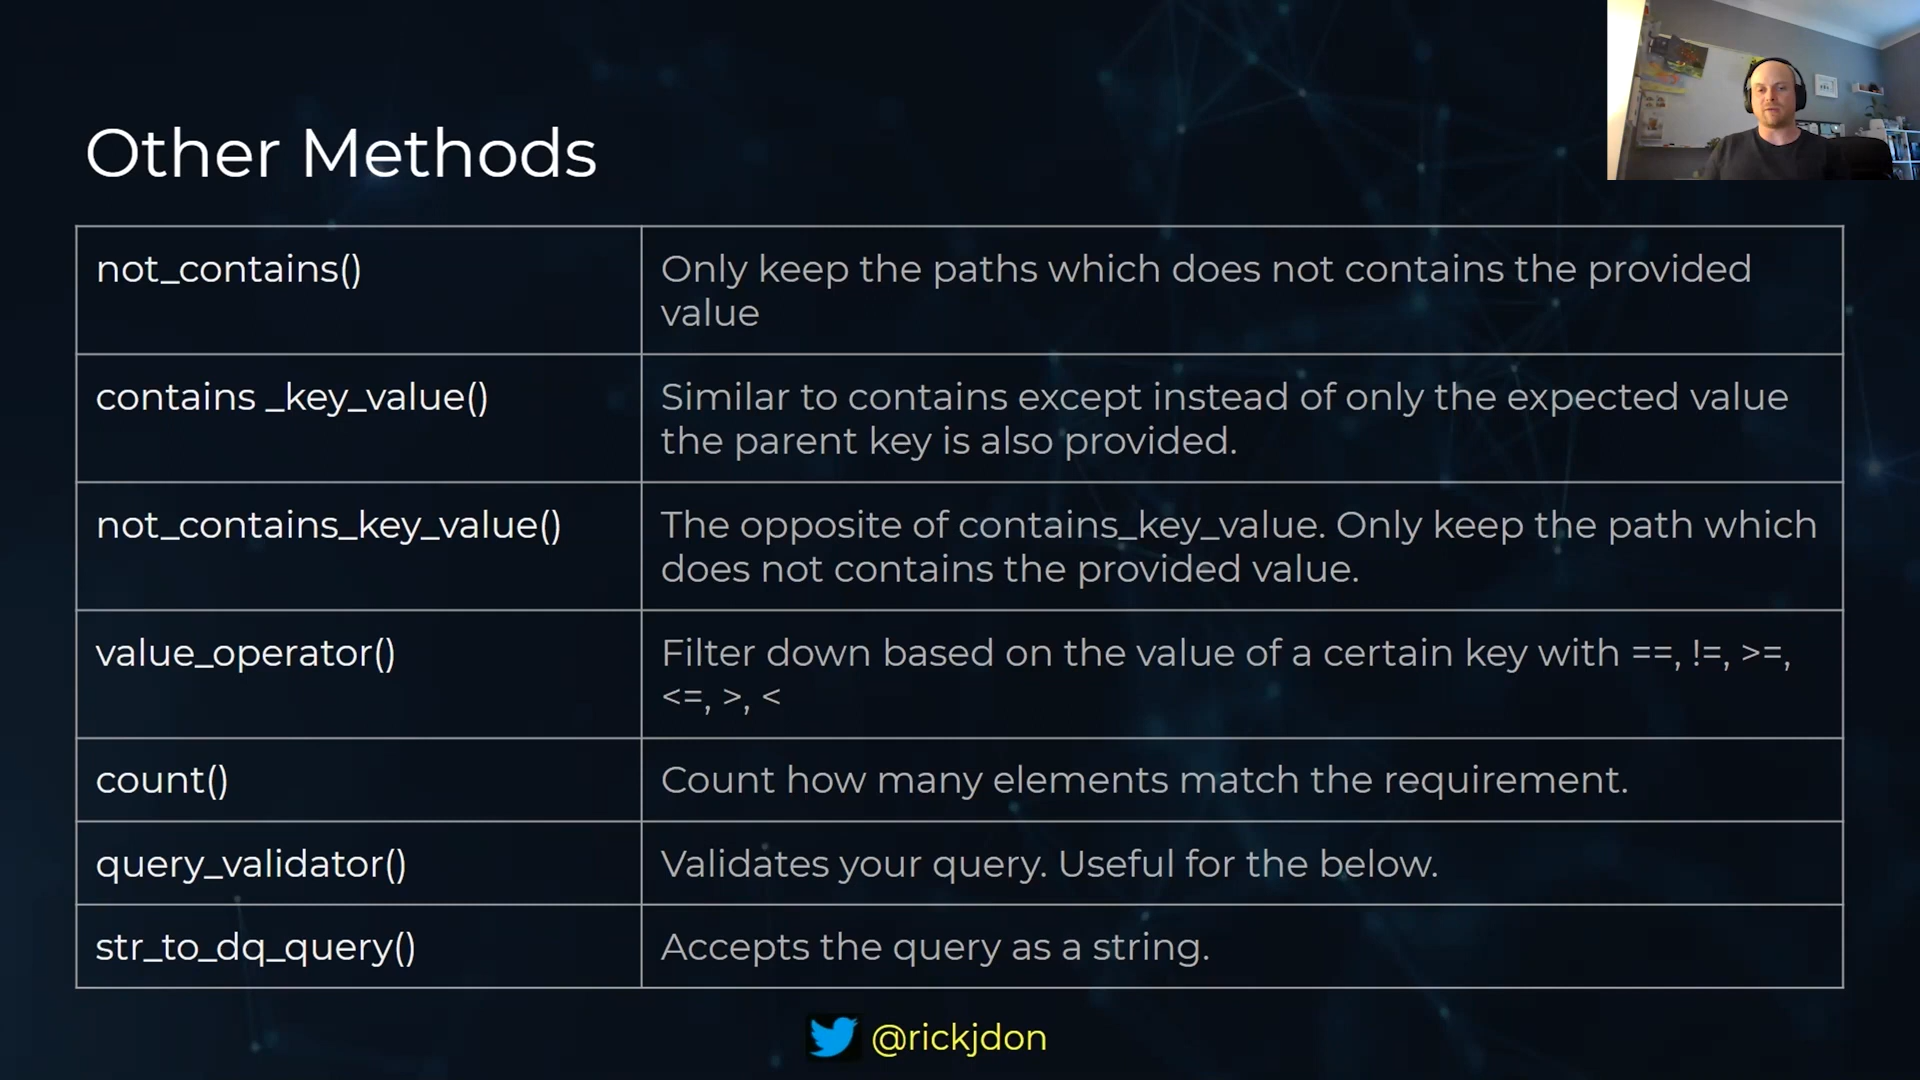 Other Methods
not_contains()
Only keep the paths which does not contains the provided
value
contains _key_value()
Similar to contains except instead of only the expected value
the parent key is also provided.
not_contains_key_value()
The opposite of contains_key_value. Only keep the path which
does not contains the provided value.
value_operator()
Filter down based on the value of a certain key with ==, !=, >=,
<=, >, <
count()
Count how many elements match the requirement.
query_validator()
Validates your query. Useful for the below.
str_to_dq_query()
Accepts the query as a string.
@rickjdon